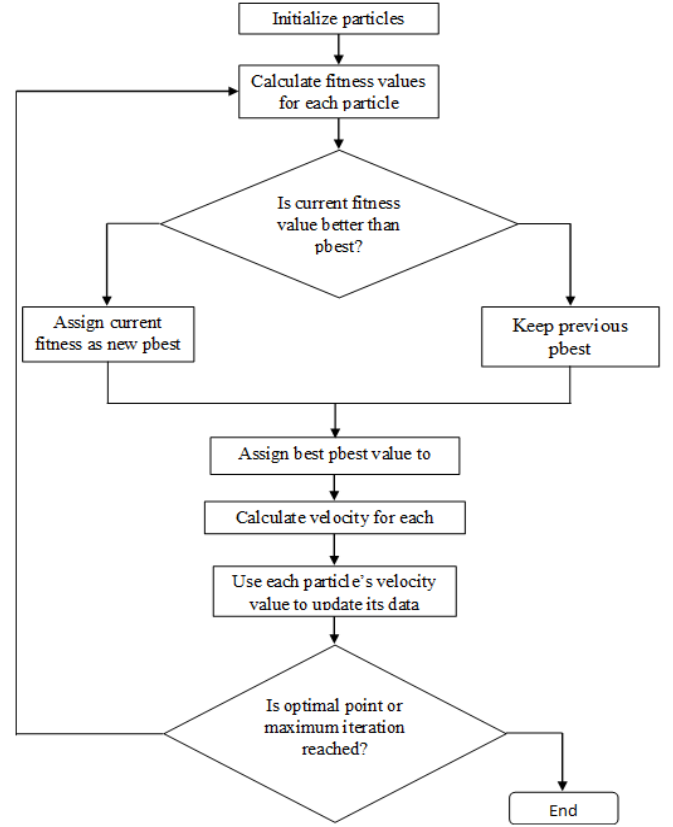 Initialize particles
Calculate fitness values
for each particle
Is current fitness
value better than
pbest?
Assign current
fitness as new pbest
Keep previous
pbest
Assign best pbest value to
Calculate velocity for each
Use each particle’s velocity
value to update its data
Is optimal point or
maximum iteration
reached?
End